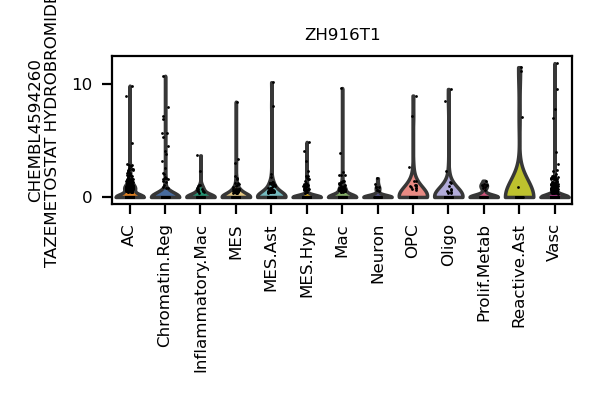 ZH916T1
CHEMBL4594260
TAZEMETOSTAT HYDROBROMIDE
10
0
AC
Chromatin.Reg
Inflammatory.Mac
MES
MES.Ast
MES.Hyp
Mac
Neuron
OPC
Oligo
Prolif.Metab
Reactive.Ast
Vasc